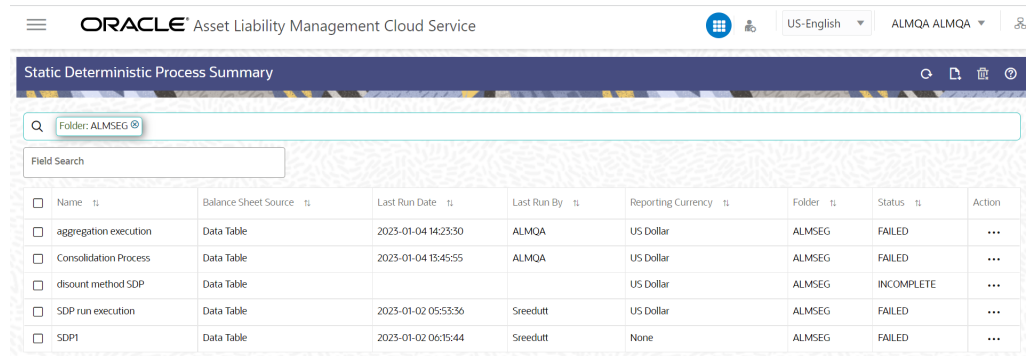 ORACLE Asset Liability Management Cloud Service US-English ALMQA ALMQA
Static Deterministic Process Summary
Folder: ALMSEG
Field Search
Name Balance Sheet Source Last Run Date Last Run By Reporting Currency Folder Status Action
aggregation execution Data Table 2023-01-04 14:23:30 ALMQA US Dollar ALMSEG FAILED ...
Consolidation Process Data Table 2023-01-04 13:45:55 ALMQA US Dollar ALMSEG FAILED ...
disount method SDP Data Table US Dollar ALMSEG INCOMPLETE ...
SDP run execution Data Table 2023-01-02 05:53:36 Sreedutt US Dollar ALMSEG FAILED ...
SDP1 Data Table 2023-01-02 06:15:44 Sreedutt None ALMSEG FAILED ...